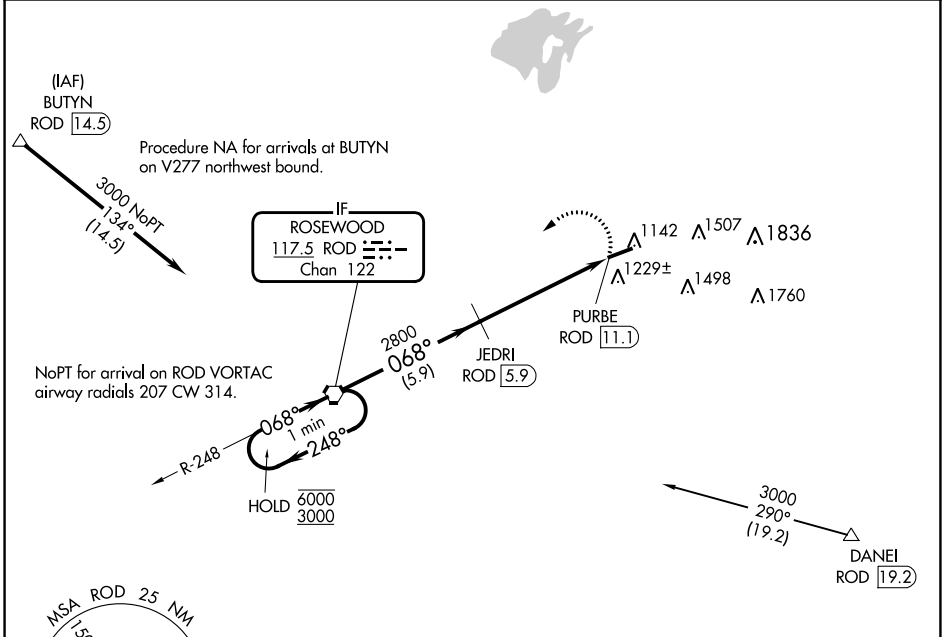 (IAF)
BUTYN
ROD 14.5
Procedure NA for arrivals at BUTYN
on V277 northwest bound.
3000 NoPT
134°
(14.5)
IF
ROSEWOOD
117.5 ROD
Chan 122
1142
1507
1836
1229±
1498
1760
PURBE
ROD 11.1
2800
068°
(5.9)
JEDRI
ROD 5.9
NoPT for arrival on ROD VORTAC
airway radials 207 CW 314.
068°
1 min
248°
R-248
HOLD 6000
3000
3000
290°
(19.2)
DANEI
ROD 19.2
MSA ROD 25 NM